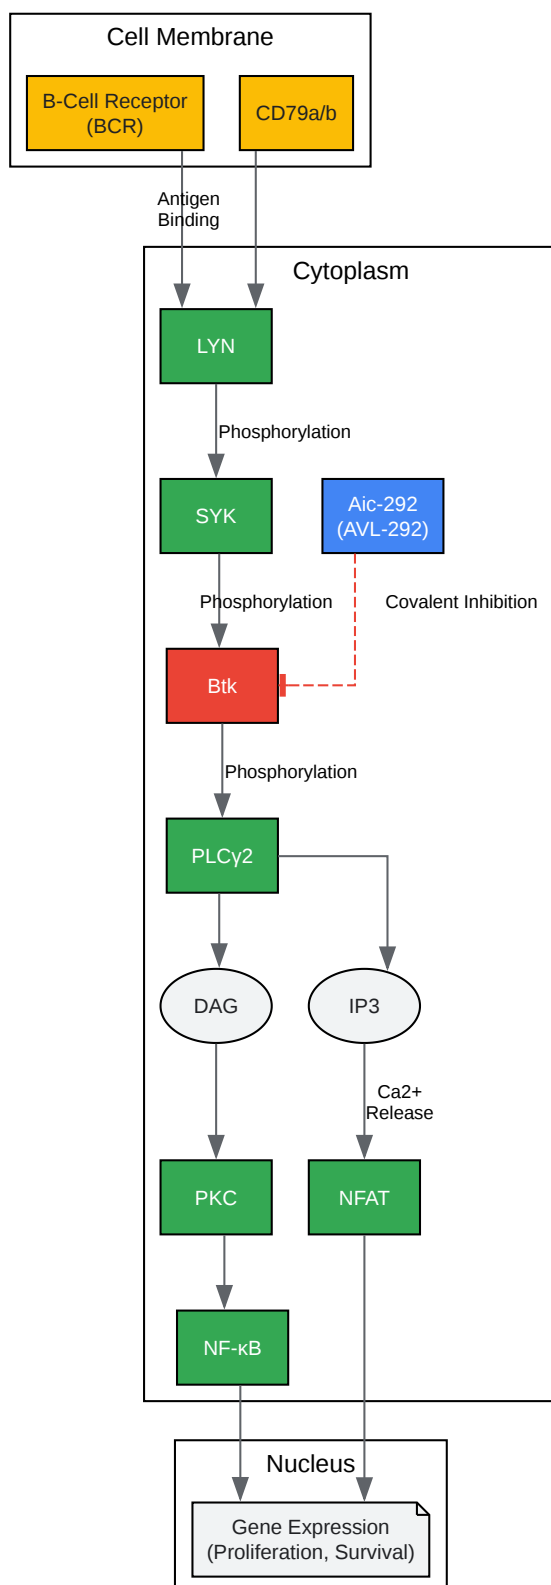 Cell Membrane
B-Cell Receptor
(BCR)
CD79a/b
Antigen
Binding
Cytoplasm
LYN
Phosphorylation
SYK
Aic-292
(AVL-292)
Phosphorylation
Covalent Inhibition
Btk
Phosphorylation
PLCγ2
DAG
IP3
Ca2+
Release
PKC
NFAT
NF-κB
Nucleus
Gene Expression
(Proliferation, Survival)